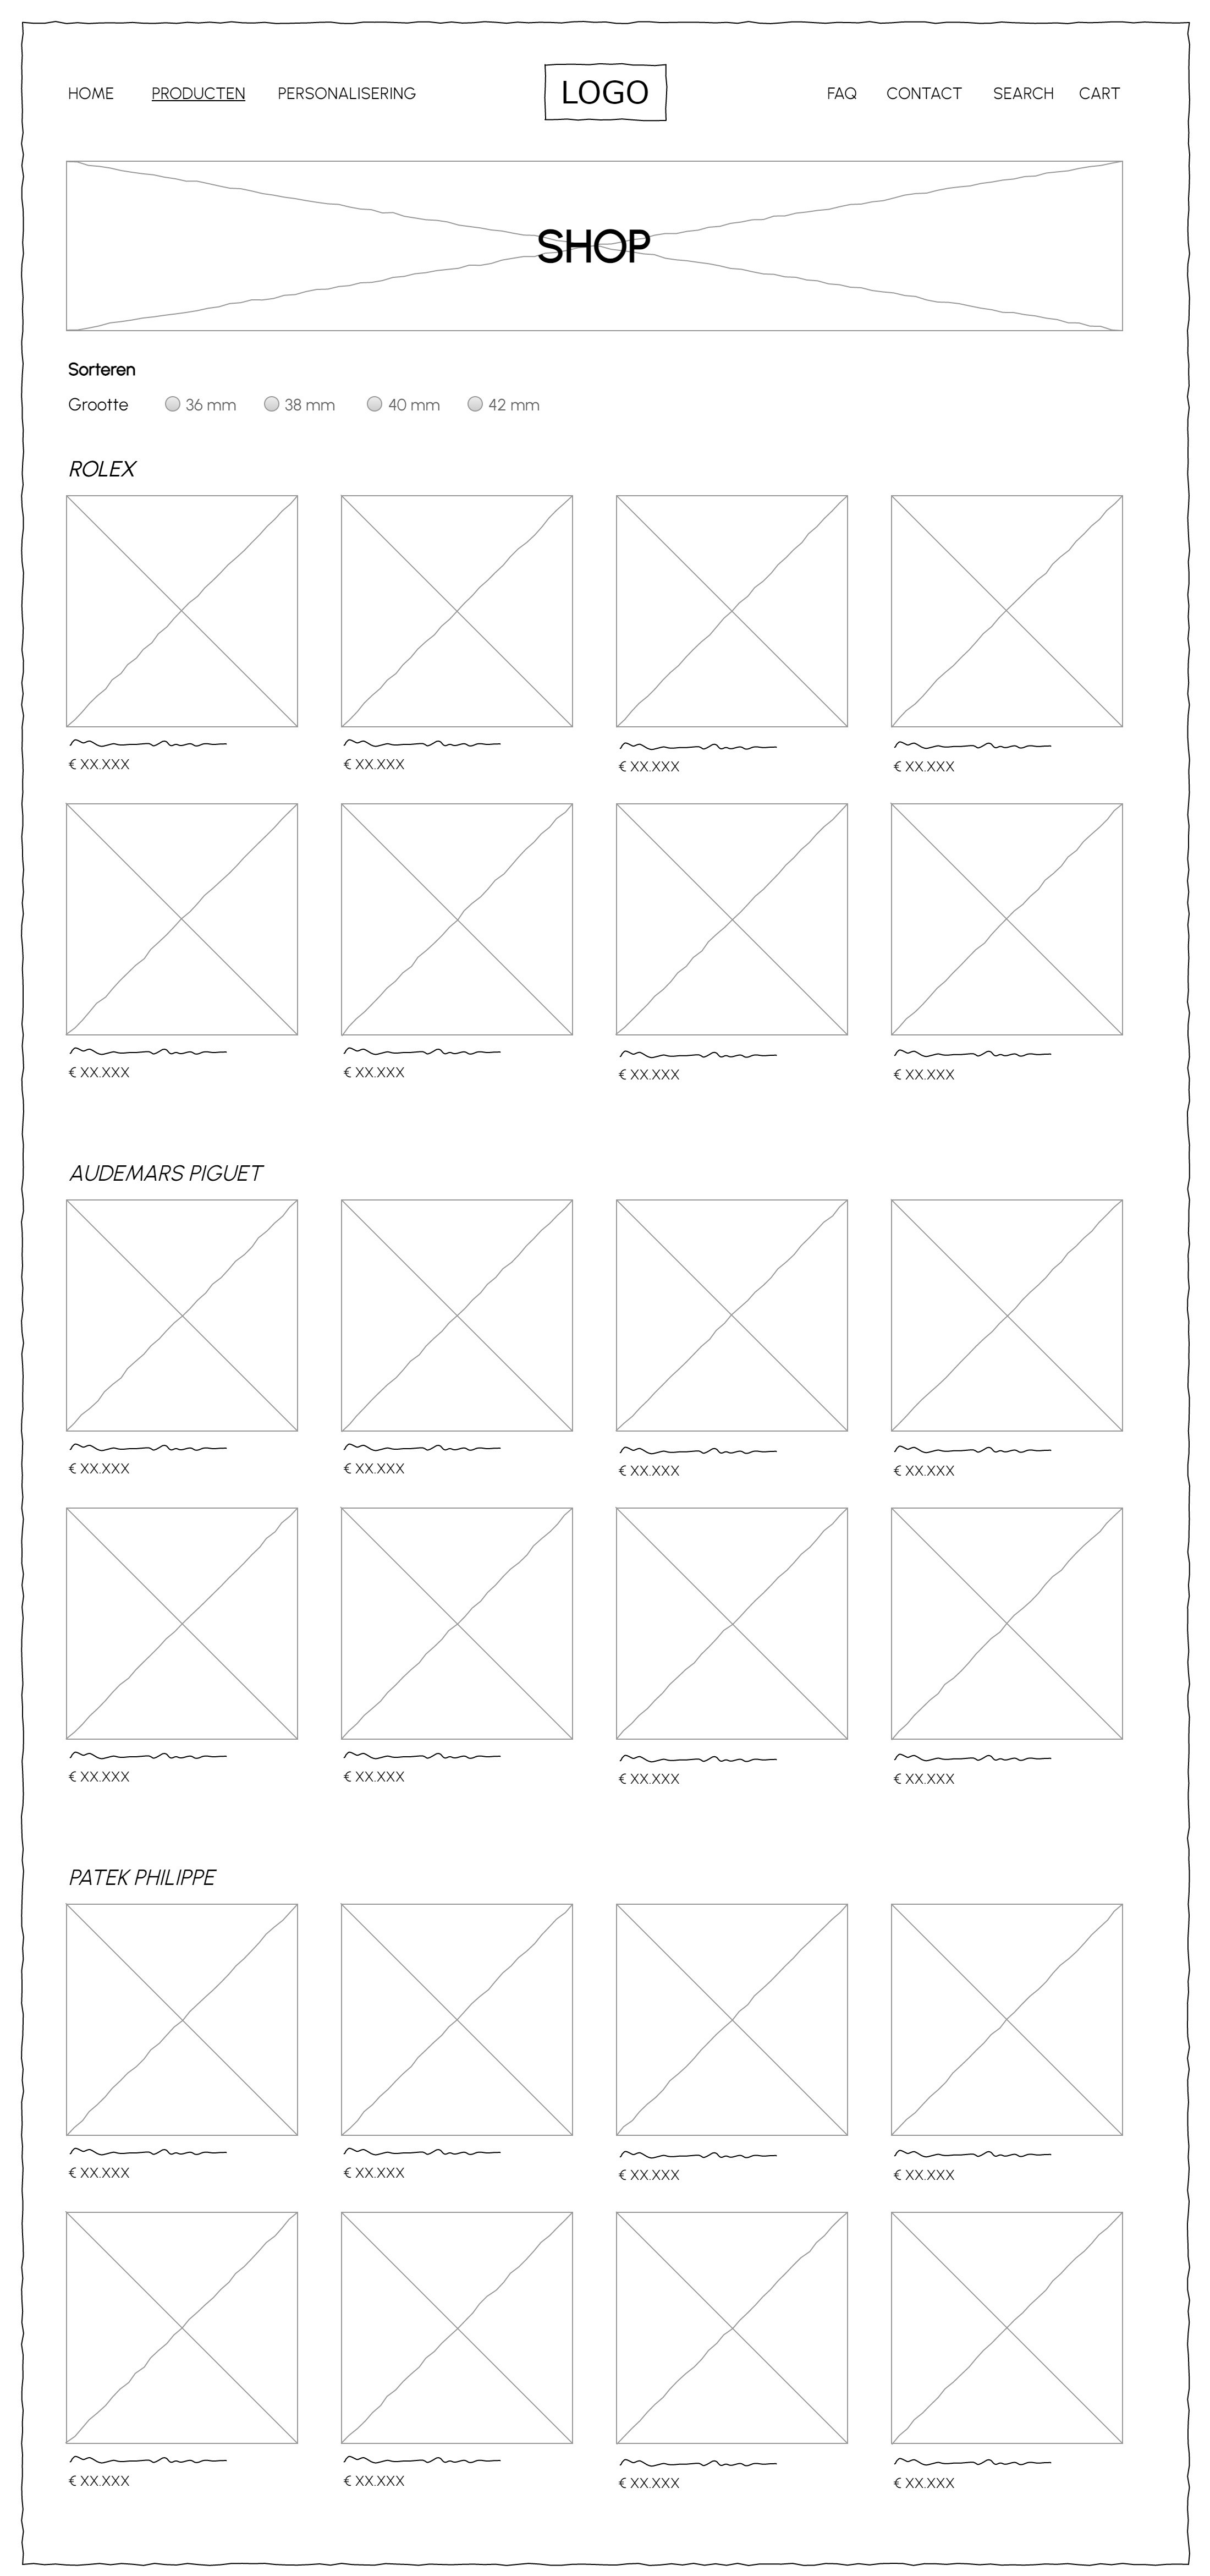 HOME PRODUCTEN PERSONALISERING LOGO FAQ CONTACT SEARCH CART
SHOP
Sorteren
Grootte 36 mm 38 mm 40 mm 42 mm
ROLEX
€ XX.XXX € XX.XXX € XX.XXX € XX.XXX
€ XX.XXX € XX.XXX € XX.XXX € XX.XXX
AUDEMARS PIGUET
€ XX.XXX € XX.XXX € XX.XXX € XX.XXX
€ XX.XXX € XX.XXX € XX.XXX € XX.XXX
PATEK PHILIPPE
€ XX.XXX € XX.XXX € XX.XXX € XX.XXX
€ XX.XXX € XX.XXX € XX.XXX € XX.XXX